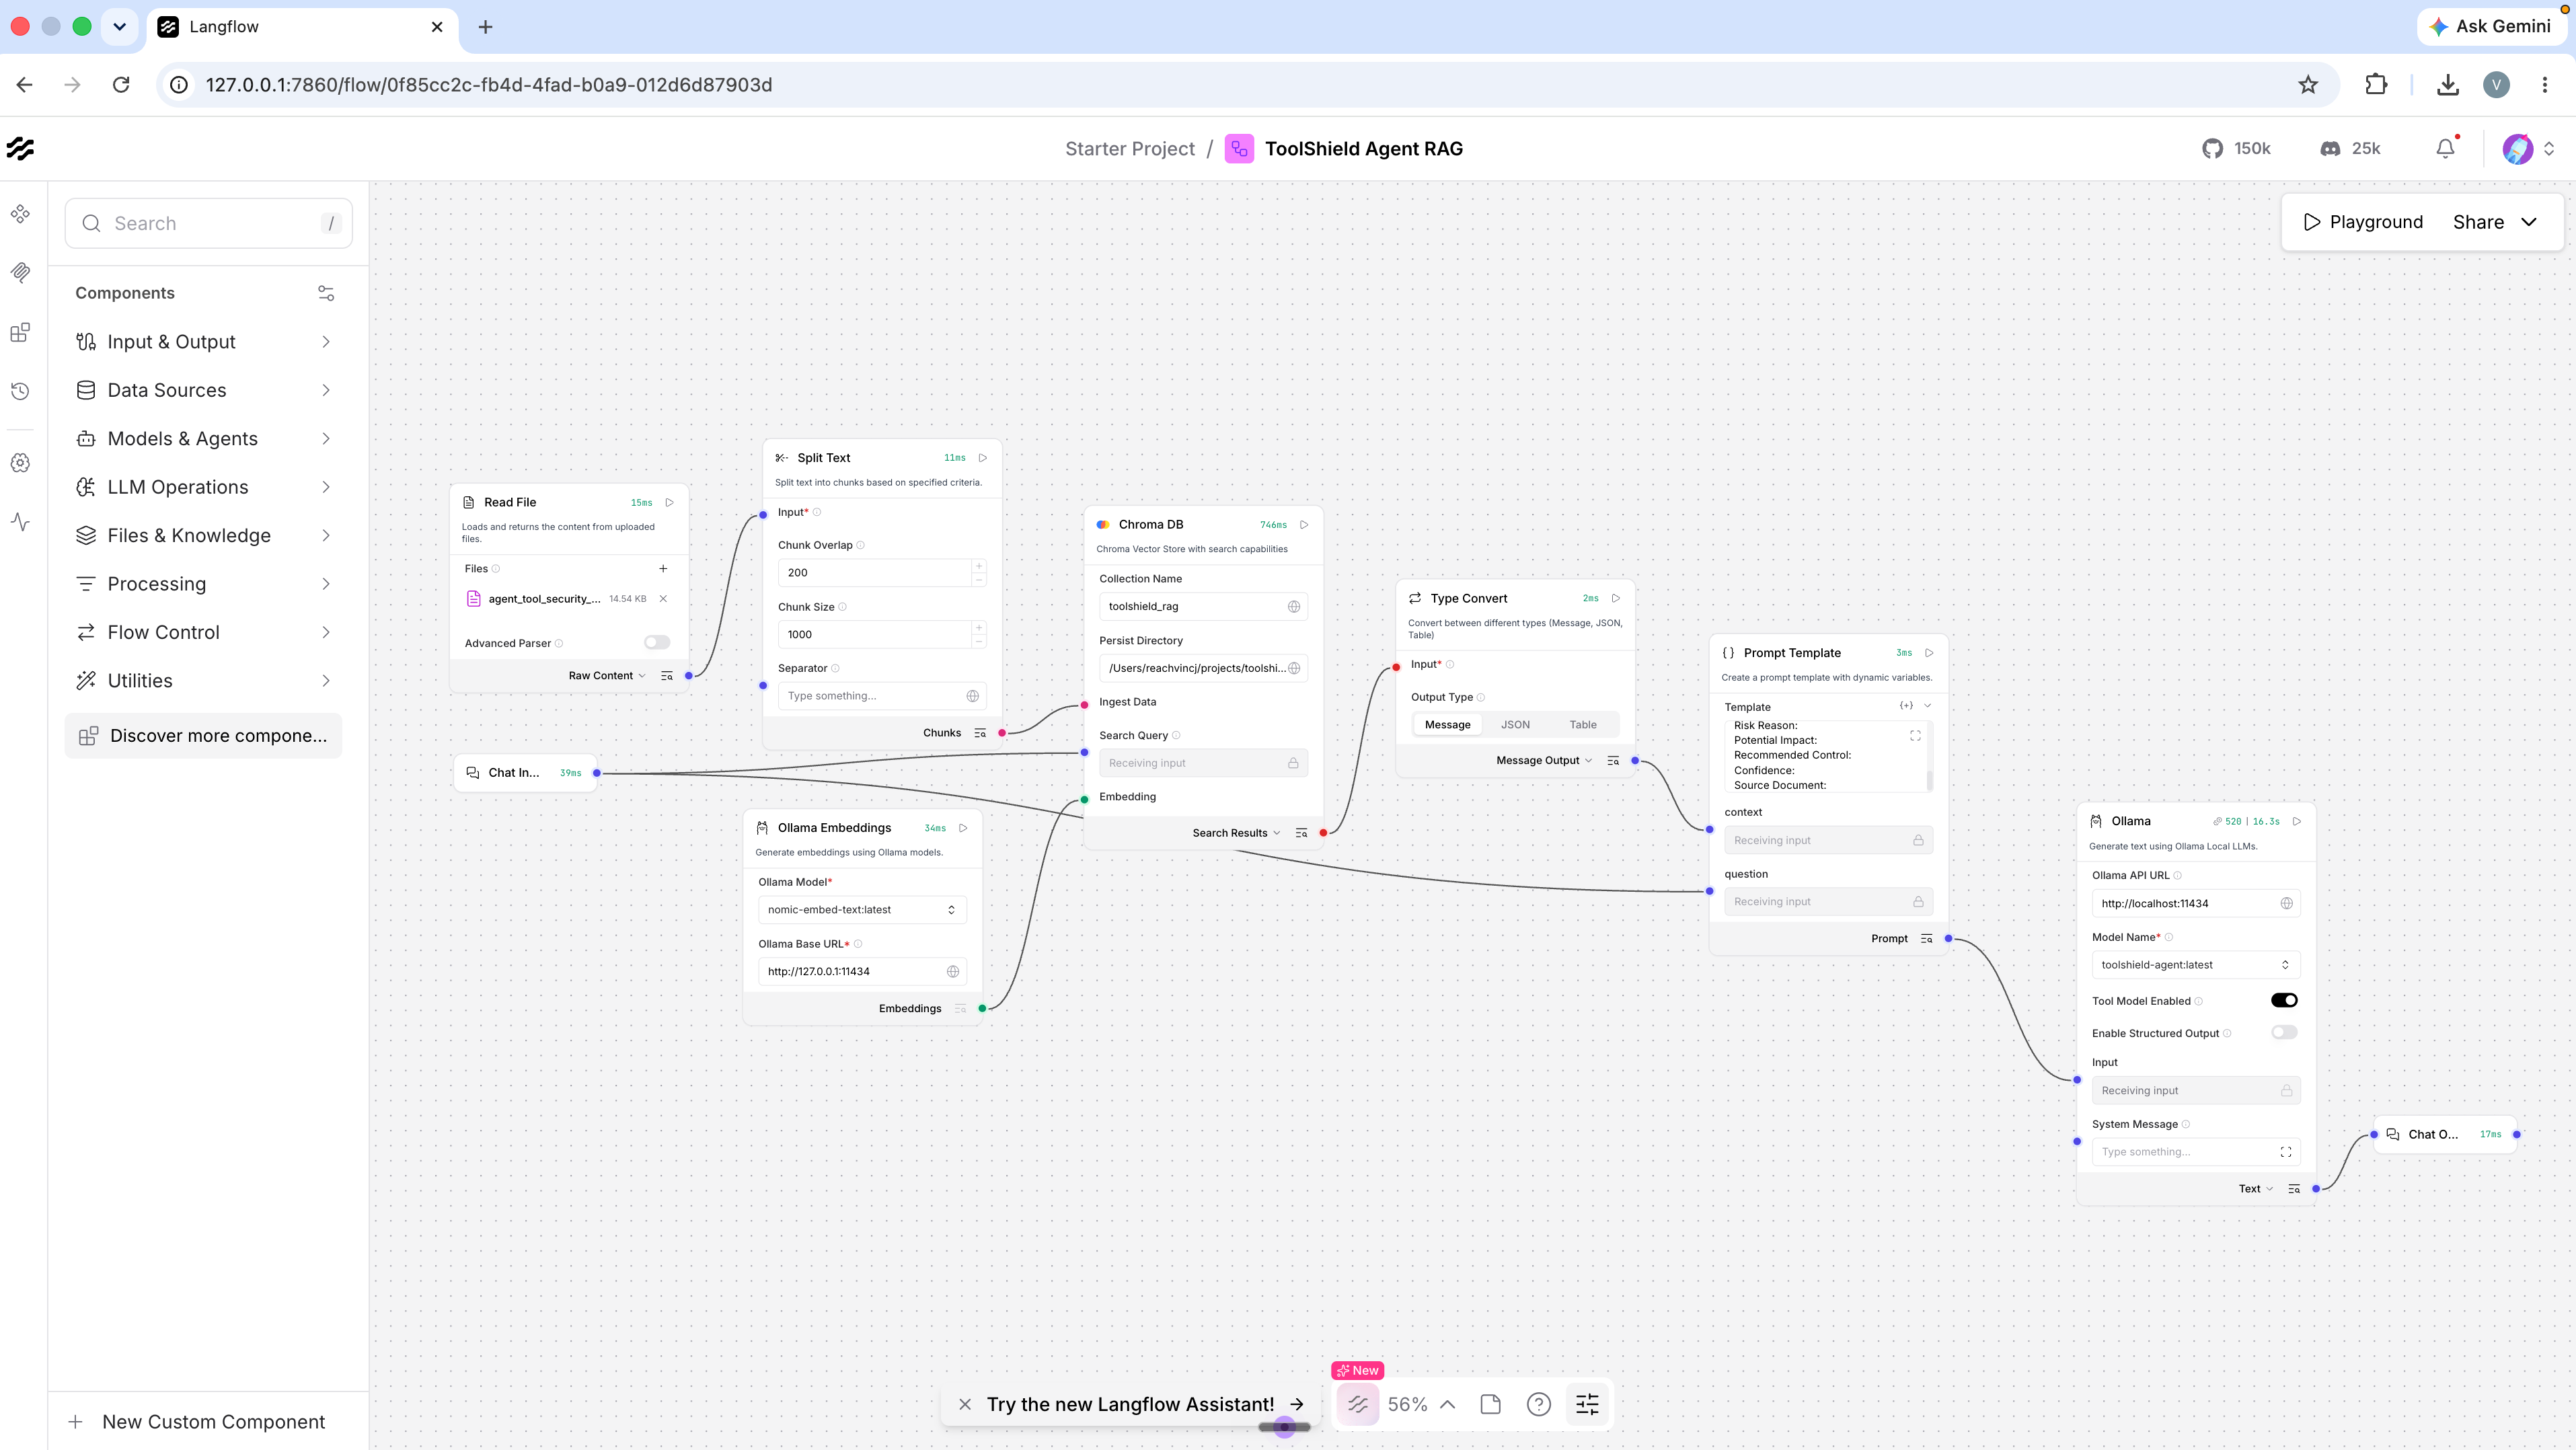 Langflow
Ask Gemini
127.0.0.1:7860/flow/0f85cc2c-fb4d-4fad-b0a9-012d6d87903d
V
Starter Project / ToolShield Agent RAG
150k
25k
Search
/
Playground
Share
Components
Input & Output
Data Sources
Models & Agents
LLM Operations
Files & Knowledge
Processing
Flow Control
Utilities
Discover more compone...
New Custom Component
Read File
15ms
Loads and returns the content from uploaded
files.
Files
agent_tool_security_...
14.54 KB
Advanced Parser
Raw Content
Chat In...
39ms
Split Text
11ms
Split text into chunks based on specified criteria.
Input*
Chunk Overlap
200
Chunk Size
1000
Separator
Type something...
Chunks
Ollama Embeddings
34ms
Generate embeddings using Ollama models.
Ollama Model*
nomic-embed-text:latest
Ollama Base URL*
http://127.0.0.1:11434
Embeddings
Chroma DB
746ms
Chroma Vector Store with search capabilities
Collection Name
toolshield_rag
Persist Directory
/Users/reachvincj/projects/toolshi...
Ingest Data
Search Query
Receiving input
Embedding
Search Results
Type Convert
2ms
Convert between different types (Message, JSON,
Table)
Input*
Output Type
Message
JSON
Table
Message Output
Prompt Template
3ms
Create a prompt template with dynamic variables.
Template
{+}
Risk Reason:
Potential Impact:
Recommended Control:
Confidence:
Source Document:
context
Receiving input
question
Receiving input
Prompt
Ollama
520 | 16.3s
Generate text using Ollama Local LLMs.
Ollama API URL
http://localhost:11434
Model Name*
toolshield-agent:latest
Tool Model Enabled
Enable Structured Output
Input
Receiving input
System Message
Type something...
Text
Chat O...
17ms
New
Try the new Langflow Assistant!
56%